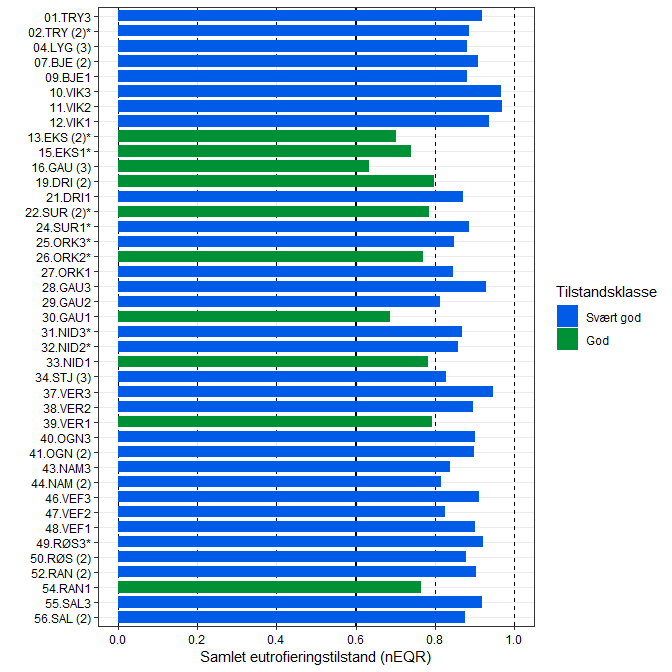 01.TRY3
02.TRY (2)*
04.LYG (3)
07.BJE (2)
09.BJE1
10.VIK3
11.VIK2
12.VIK1
13.EKS (2)*
15.EKS1*
16.GAU (3)
19.DRI (2)
21.DRI1
22.SUR (2)*
24.SUR1*
25.ORK3*
26.ORK2*
27.ORK1
28.GAU3
29.GAU2
30.GAU1
31.NID3*
32.NID2*
33.NID1
34.STJ (3)
37.VER3
38.VER2
39.VER1
40.OGN3
41.OGN (2)
43.NAM3
44.NAM (2)
46.VEF3
47.VEF2
48.VEF1
49.RØS3*
50.RØS (2)
52.RAN (2)
54.RAN1
55.SAL3
56.SAL (2)
0.0 0.2 0.4 0.6 0.8 1.0
Samlet eutrofieringstilstand (nEQR)
Tilstandsklasse
Svært god
God